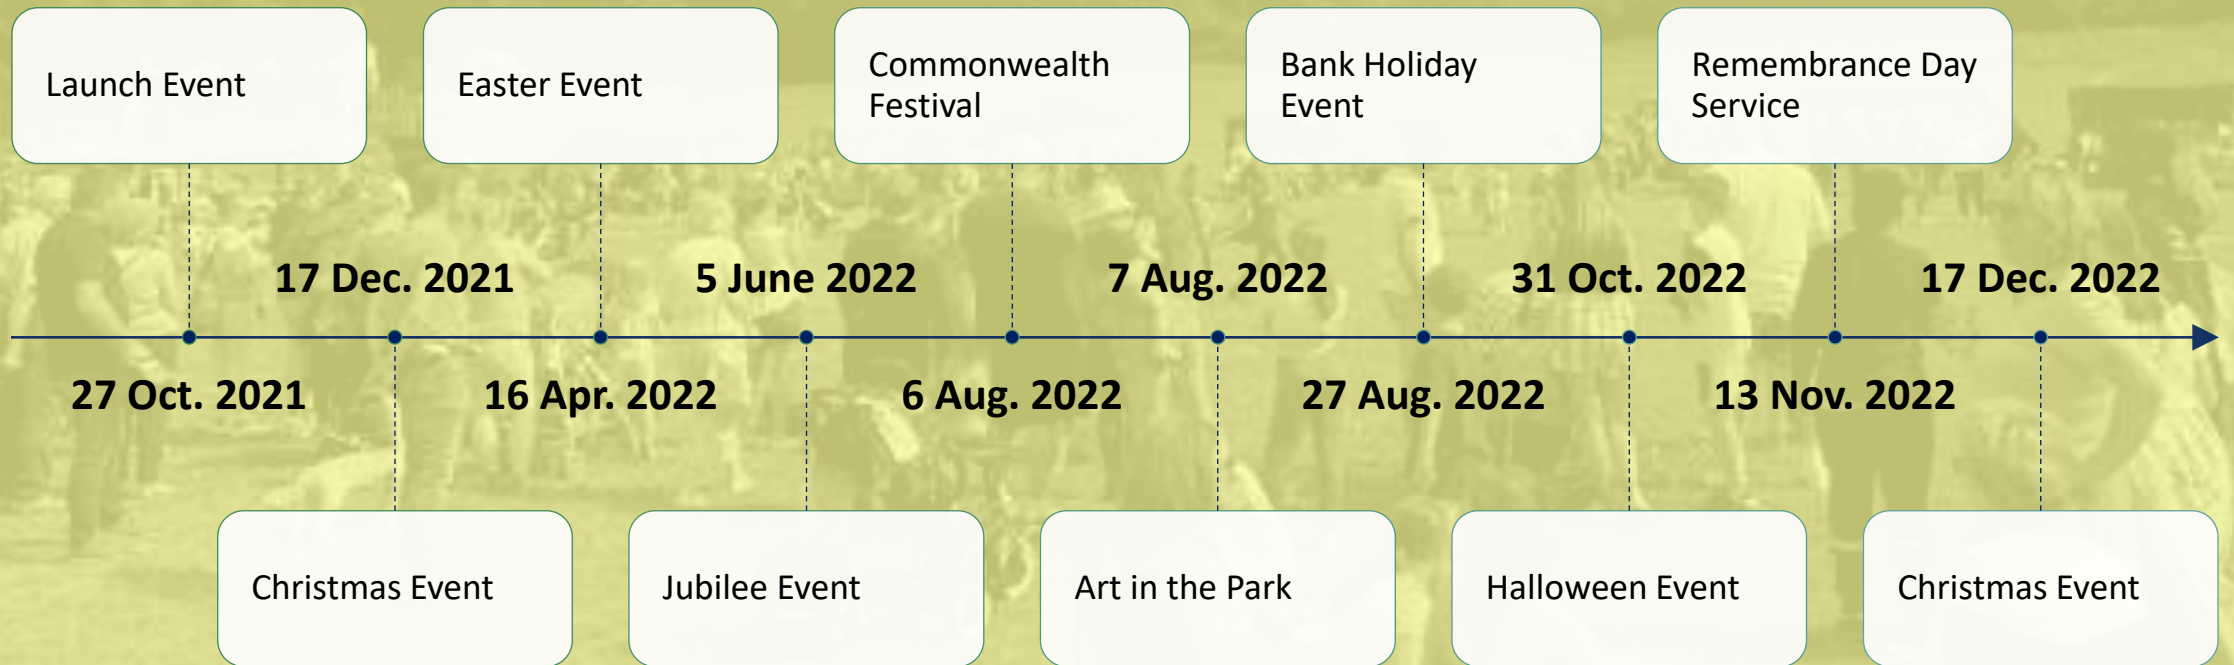 Launch Event
Easter Event
Commonwealth
Festival
Bank Holiday
Event
Remembrance Day
Service
17 Dec. 2021
5 June 2022
7 Aug. 2022
31 Oct. 2022
17 Dec. 2022
27 Oct. 2021
16 Apr. 2022
6 Aug. 2022
27 Aug. 2022
13 Nov. 2022
Christmas Event
Jubilee Event
Art in the Park
Halloween Event
Christmas Event